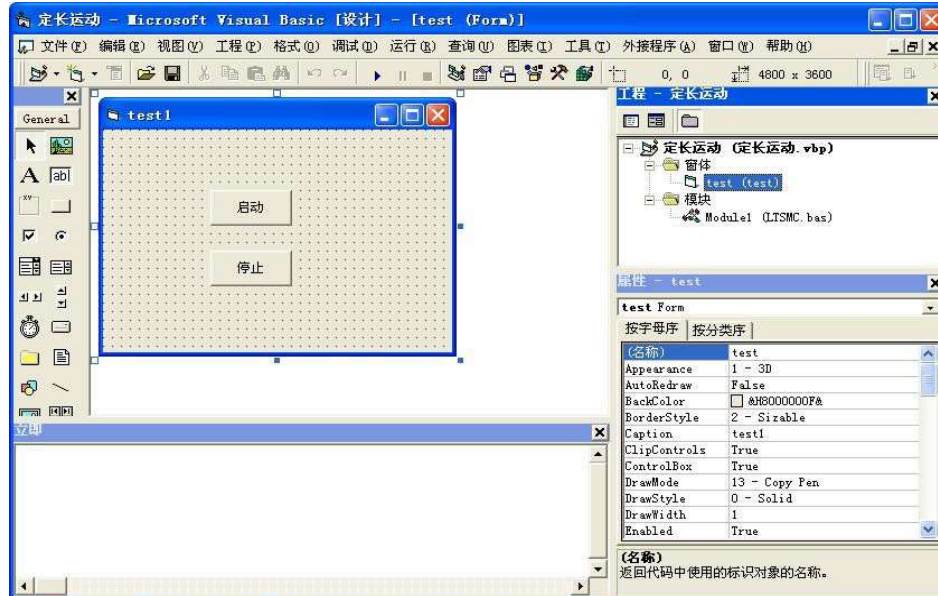 定长运动 - Microsoft Visual Basic [设计] - [test (Form)]
文件(F) 编辑(E) 视图(V) 工程(P) 格式(O) 调试(D) 运行(R) 查询(U) 图表(I) 工具(T) 外接程序(A) 窗口(W) 帮助(H)
0, 0 4800 x 3600
General
A ab|
xy
test1
启动
停止
工程 - 定长运动
定长运动 (定长运动.vbp)
窗体
test (test)
模块
Module1 (LTSMC.bas)
属性 - test
test Form
按字母序 按分类序
(名称) test
Appearance 1 - 3D
AutoRedraw False
BackColor &H8000000F&
BorderStyle 2 - Sizable
Caption test1
ClipControls True
ControlBox True
DrawMode 13 - Copy Pen
DrawStyle 0 - Solid
DrawWidth 1
Enabled True
(名称)
返回代码中使用的标识对象的名称。
立即